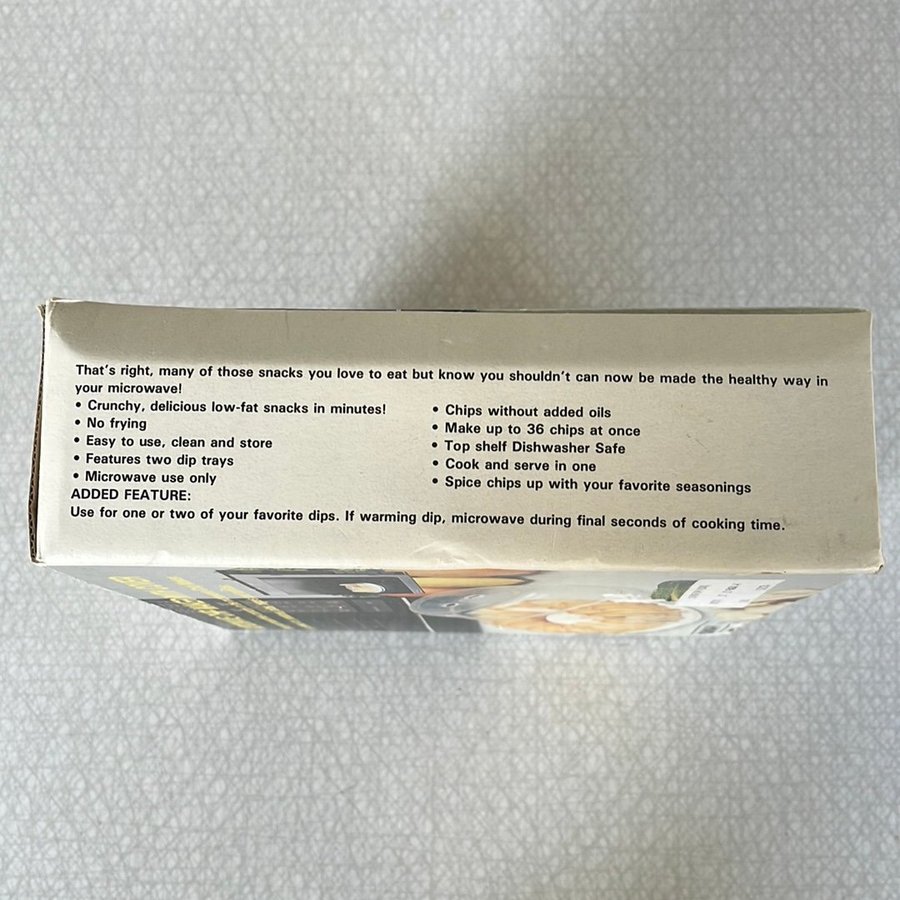 That's right, many of those snacks you love to eat but know you shouldn't can now be made the healthy way in
your microwave!
• Crunchy, delicious low-fat snacks in minutes!
• No frying
• Easy to use, clean and store
• Features two dip trays
• Microwave use only
• Chips without added oils
• Make up to 36 chips at once
• Top shelf Dishwasher Safe
• Cook and serve in one
• Spice chips up with your favorite seasonings
ADDED FEATURE:
Use for one or two of your favorite dips. If warming dip, microwave during final seconds of cooking time.